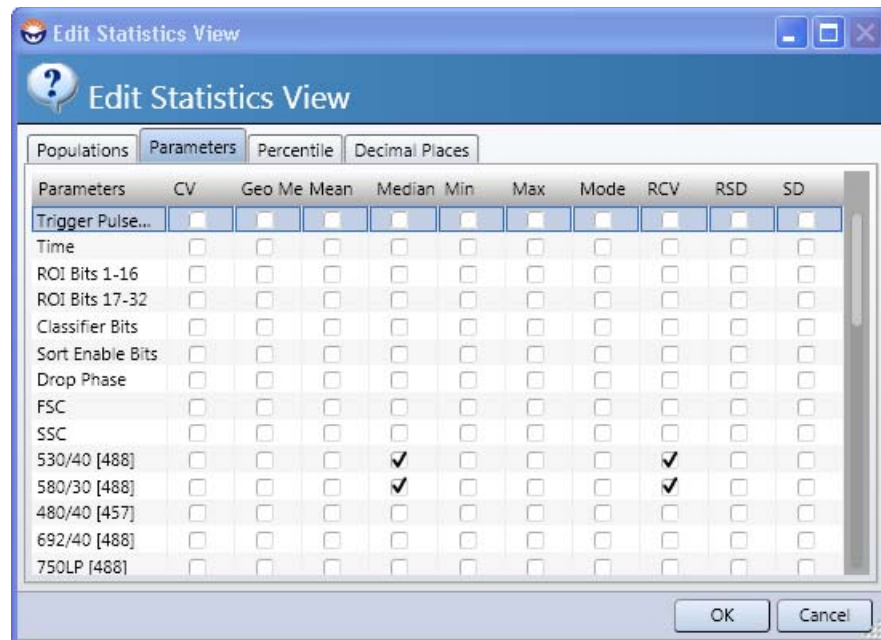 Edit Statistics View
Edit Statistics View
Populations Parameters Percentile Decimal Places
Parameters CV Geo Me Mean Median Min Max Mode RCV RSD SD
Trigger Pulse...
Time
ROI Bits 1-16
ROI Bits 17-32
Classifier Bits
Sort Enable Bits
Drop Phase
FSC
SSC
530/40 [488]
580/30 [488]
480/40 [457]
692/40 [488]
750LP [488]
OK Cancel